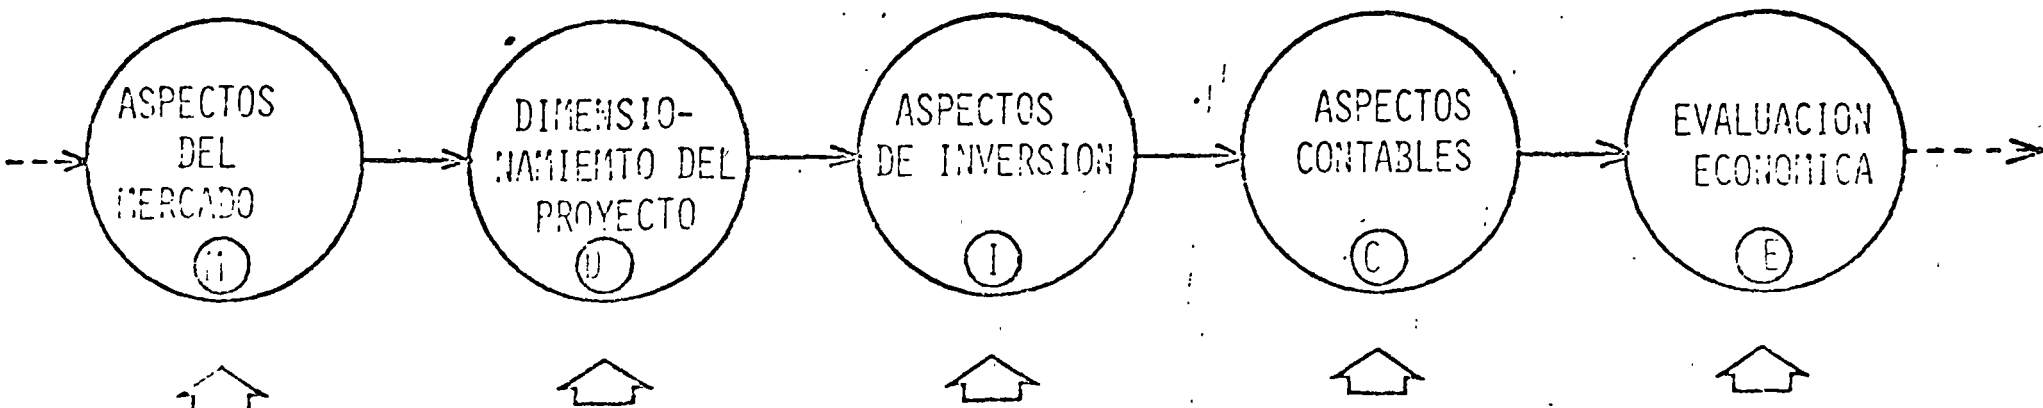 ASPECTOS
DEL
MERCADO
M
DIMENSIO-
NAMIENTO DEL
PROYECTO
D
ASPECTOS
DE INVERSION
I
ASPECTOS
CONTABLES
C
EVALUACION
ECONOMICA
E